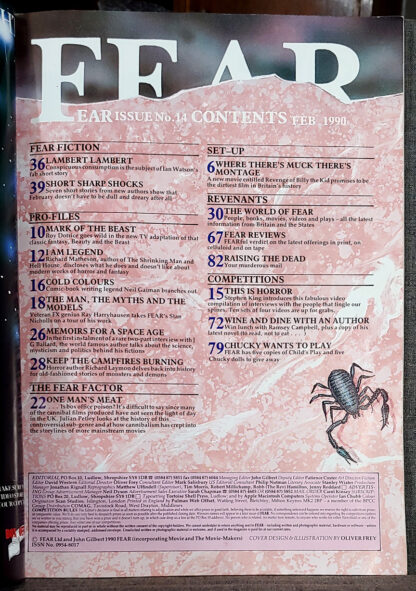 FEAR
FEAR ISSUE No. 14 CONTENTS FEB 1990
FEAR FICTION
36 LAMBERT LAMBERT
Conspicuous consumption is the subject of Ian Watson's
fab short story
39 SHORT SHARP SHOCKS
Seven short stories from new authors show that
February doesn't have to be dull and dreary after all
PRO-FILES
10 MARK OF THE BEAST
Roy Dotrice goes wild in the new TV adaptation of that
classic fantasy, Beauty and the Beast
12 I AM LEGEND
Richard Matheson, author of The Shrinking Man and
Hell House, discloses what he does and doesn't like about
modern works of horror and fantasy
16 COLD COLOURS
Comic-book writing legend Neil Gaiman branches out
18 THE MAN, THE MYTHS AND THE
MODELS
Veteran FX genius Ray Harryhausen takes FEAR's Stan
Nicholls on a tour of his work
26 MEMOIRS FOR A SPACE AGE
In the first instalment of a rare two-part interview with J
G Ballard, the world famous author talks about the science,
mysticism and politics behind his fictions
28 KEEP THE CAMPFIRES BURNING
Horror author Richard Laymon delves back into history
for old-fashioned stories of monsters and demons
THE FEAR FACTOR
22 ONE MAN'S MEAT
. . . Is box office poison? It's difficult to say since many
of the cannibal films produced have not seen the light of day
in the UK. Julian Petley looks at the history of this
controversial sub-genre and at how cannibalism has crept into
the storylines of more mainstream movies
SET-UP
6 WHERE THERE'S MUCK THERE'S
MONTAGE
A new movie entitled Revenge of Billy the Kid promises to be
the dirtiest film in Britain's history
REVENANTS
30 THE WORLD OF FEAR
People, books, movies, videos and plays – all the latest
information from Britain and the States
67 FEAR REVIEWS
FEARful verdict on the latest offerings in print, on
celluloid and on tape
82 RAISING THE DEAD
Your murderous mail
COMPETITIONS
15 THIS IS HORROR
Stephen King introduces this fabulous video
compilation of interviews with the people that tingle our
spines. Ten sets of four videos are up for grabs
72 WINE AND DINE WITH AN AUTHOR
Win lunch with Ramsey Campbell, plus a copy of his
latest novel (to read, not to eat . . .)
79 CHUCKY WANTS TO PLAY
FEAR has five copies of Child's Play and five
Chucky dolls to give away
© FEAR Ltd and John Gilbert 1990 FEAR (incorporating Movie and The Movie-Makers)
COVER DESIGN & ILLUSTRATION BY OLIVER FREY
ISSN No. 0954-8017